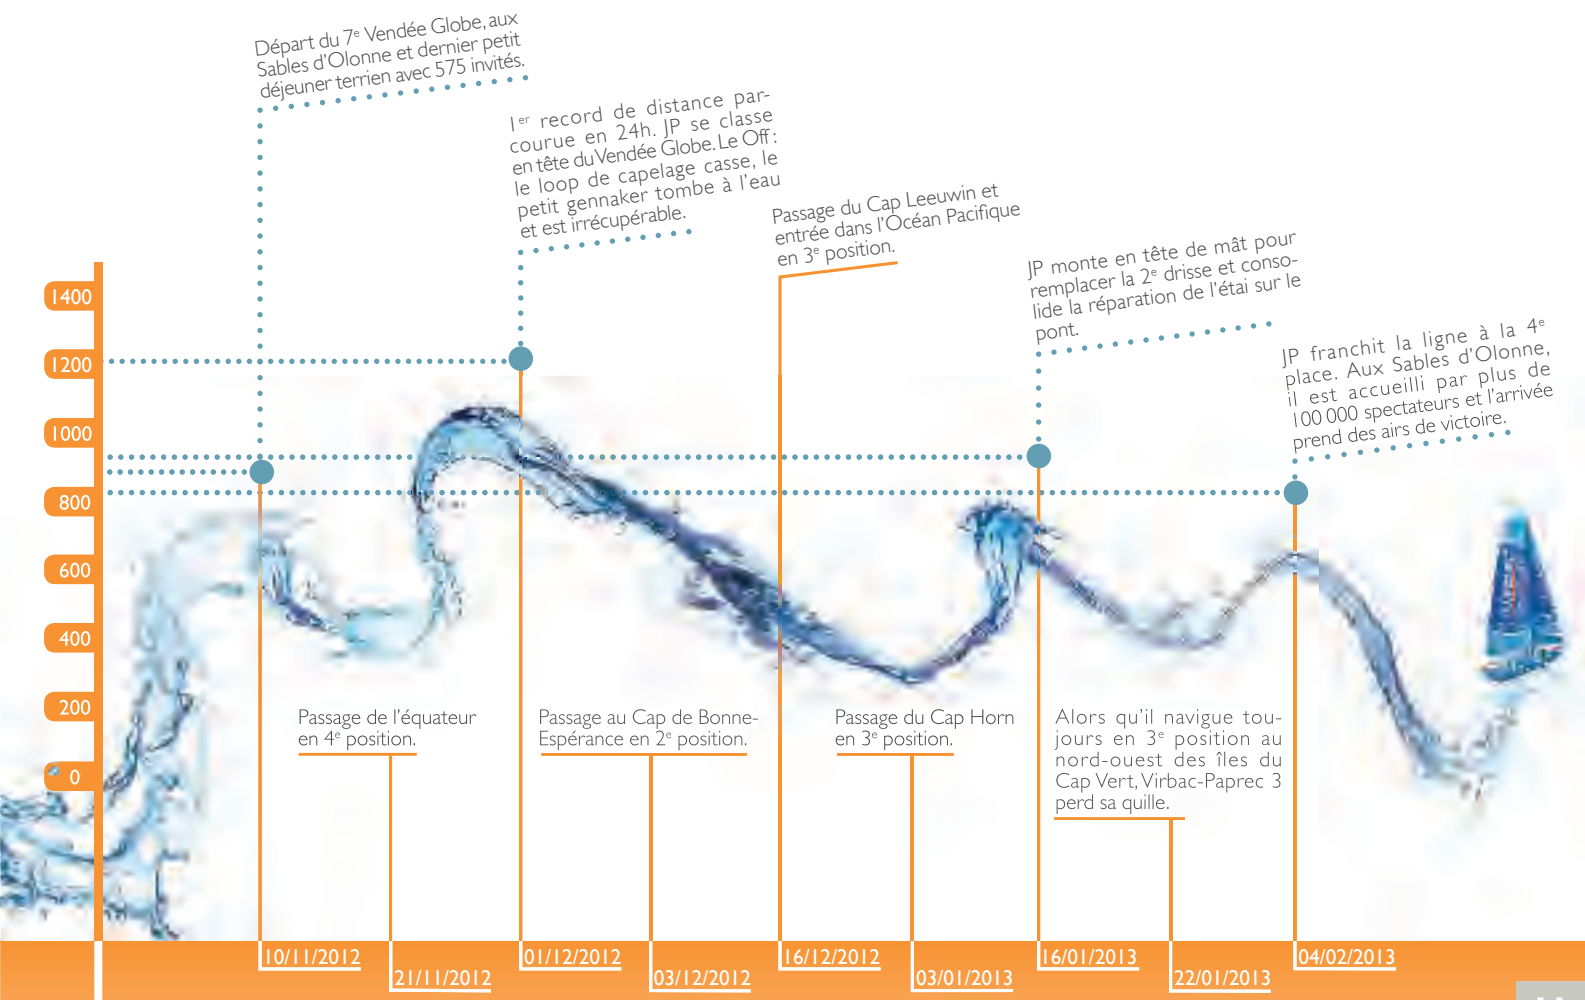 Départ du 7e Vendée Globe, aux
Sables d'Olonne et dernier petit
déjeuner terrien avec 575 invités.
1er record de distance par-
courue en 24h. JP se classe
en tête du Vendée Globe. Le Off :
le loop de capelage casse, le
petit gennaker tombe à l'eau
et est irrécupérable.
Passage du Cap Leeuwin et
entrée dans l'Océan Pacifique
en 3e position.
JP monte en tête de mât pour
remplacer la 2e drisse et conso-
lide la réparation de l'étai sur le
pont.
JP franchit la ligne à la 4e
place. Aux Sables d'Olonne,
il est accueilli par plus de
100 000 spectateurs et l'arrivée
prend des airs de victoire.
1400
1200
1000
800
600
400
200
0
Passage de l'équateur
en 4e position.
Passage au Cap de Bonne-
Espérance en 2e position.
Passage du Cap Horn
en 3e position.
Alors qu'il navigue tou-
jours en 3e position au
nord-ouest des îles du
Cap Vert, Virbac-Paprec 3
perd sa quille.
10/11/2012
21/11/2012
01/12/2012
03/12/2012
16/12/2012
03/01/2013
16/01/2013
22/01/2013
04/02/2013